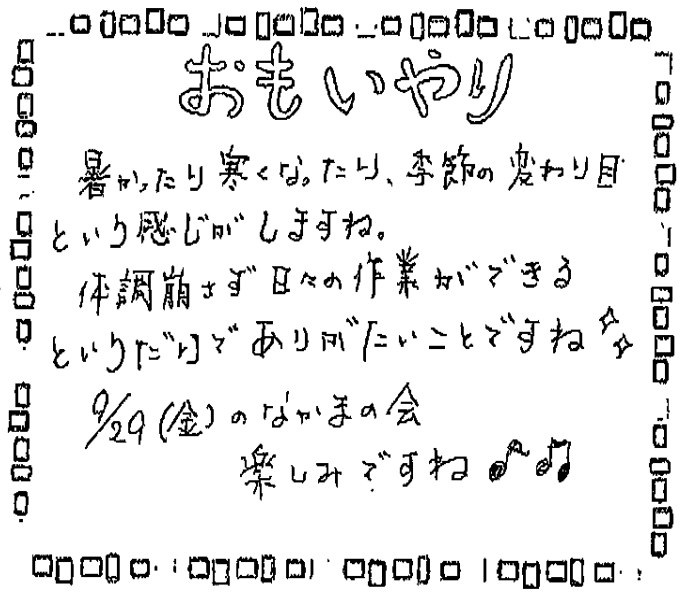 おもいやり
暑かったり寒くなったり、季節の変わり目
という感じがしますね。
体調崩さず日々の作業ができる
というだけでありがたいことですね
9/29(金)のなかまの会
楽しみですね♪♫